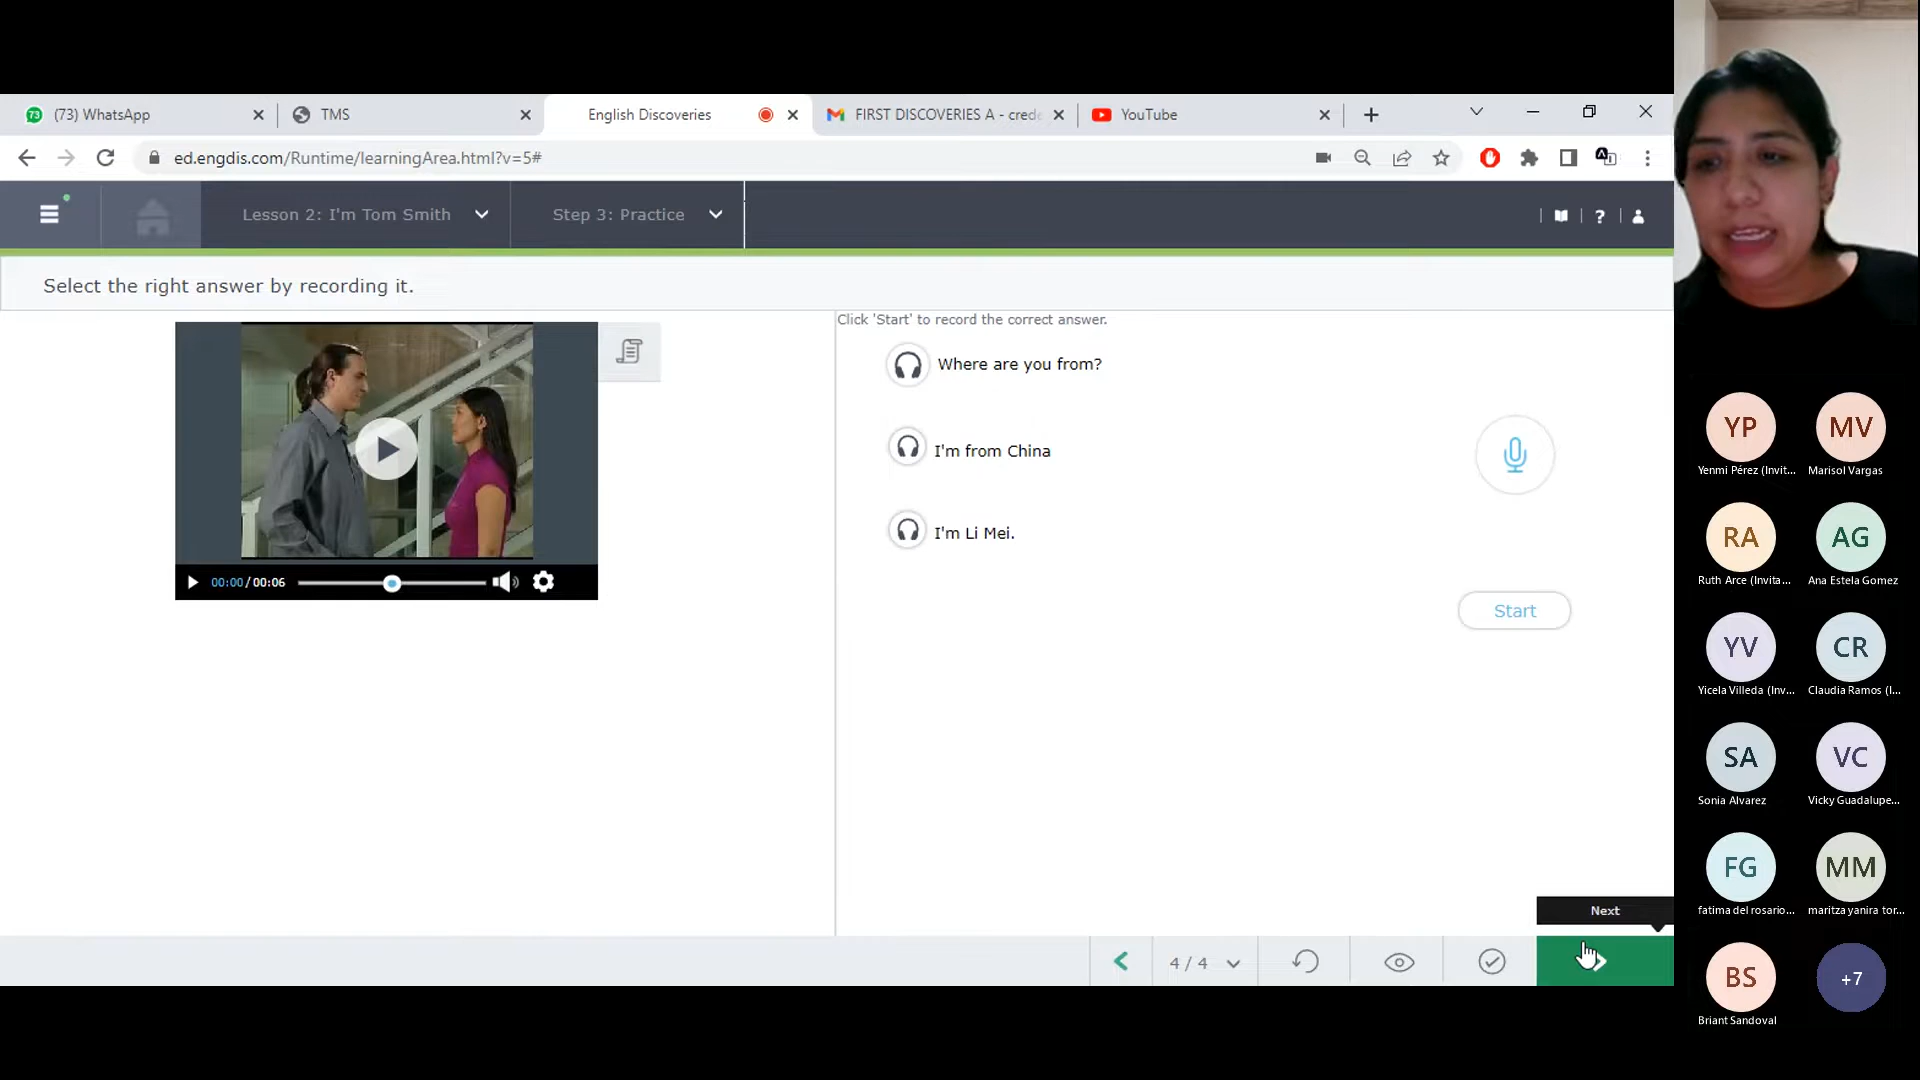 (73) WhatsApp
TMS
English Discoveries
FIRST DISCOVERIES A - crede
YouTube
ed.engdis.com/Runtime/learningArea.html?v=5#
Lesson 2: I'm Tom Smith
Step 3: Practice
?
Select the right answer by recording it.
Click 'Start' to record the correct answer.
Where are you from?
I'm from China
I'm Li Mei.
00:00/00:06
Start
Next
4 / 4
YP
MV
Yenmi Pérez (Invit...
Marisol Vargas
RA
AG
Ruth Arce (Invita...
Ana Estela Gomez
YV
CR
Yicela Villeda (Inv...
Claudia Ramos (I...
SA
VC
Sonia Alvarez
Vicky Guadalupe...
FG
MM
fatima del rosario...
maritza yanira tor...
BS
+7
Briant Sandoval